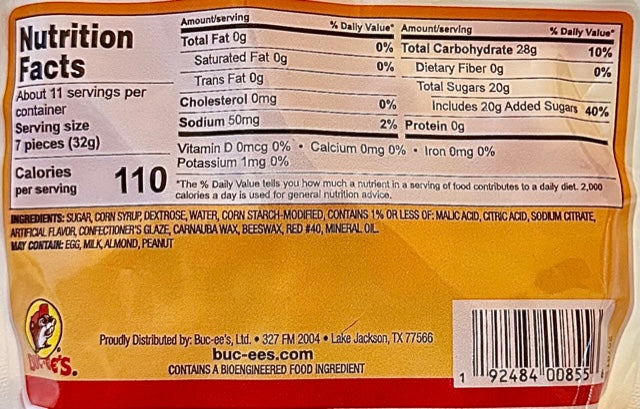 Nutrition
Facts
About 11 servings per
container
Serving size
7 pieces (32g)
Calories
per serving
110
Amount/serving
% Daily Value*
Total Fat 0g
0%
Saturated Fat 0g
0%
Trans Fat 0g
Cholesterol 0mg
0%
Sodium 50mg
2%
Amount/serving
% Daily Value*
Total Carbohydrate 28g
10%
Dietary Fiber 0g
0%
Total Sugars 20g
Includes 20g Added Sugars 40%
Protein 0g
Vitamin D 0mcg 0% • Calcium 0mg 0% • Iron 0mg 0%
Potassium 1mg 0%
*The % Daily Value tells you how much a nutrient in a serving of food contributes to a daily diet. 2,000
calories a day is used for general nutrition advice.
INGREDIENTS: SUGAR, CORN SYRUP, DEXTROSE, WATER, CORN STARCH-MODIFIED, CONTAINS 1% OR LESS OF: MALIC ACID, CITRIC ACID, SODIUM CITRATE,
ARTIFICIAL FLAVOR, CONFECTIONER'S GLAZE, CARNAUBA WAX, BEESWAX, RED #40, MINERAL OIL.
MAY CONTAIN: EGG, MILK, ALMOND, PEANUT
BUC-EE'S.
Proudly Distributed by: Buc-ee's, Ltd. • 327 FM 2004 • Lake Jackson, TX 77566
buc-ees.com
CONTAINS A BIOENGINEERED FOOD INGREDIENT
1 92484 00855